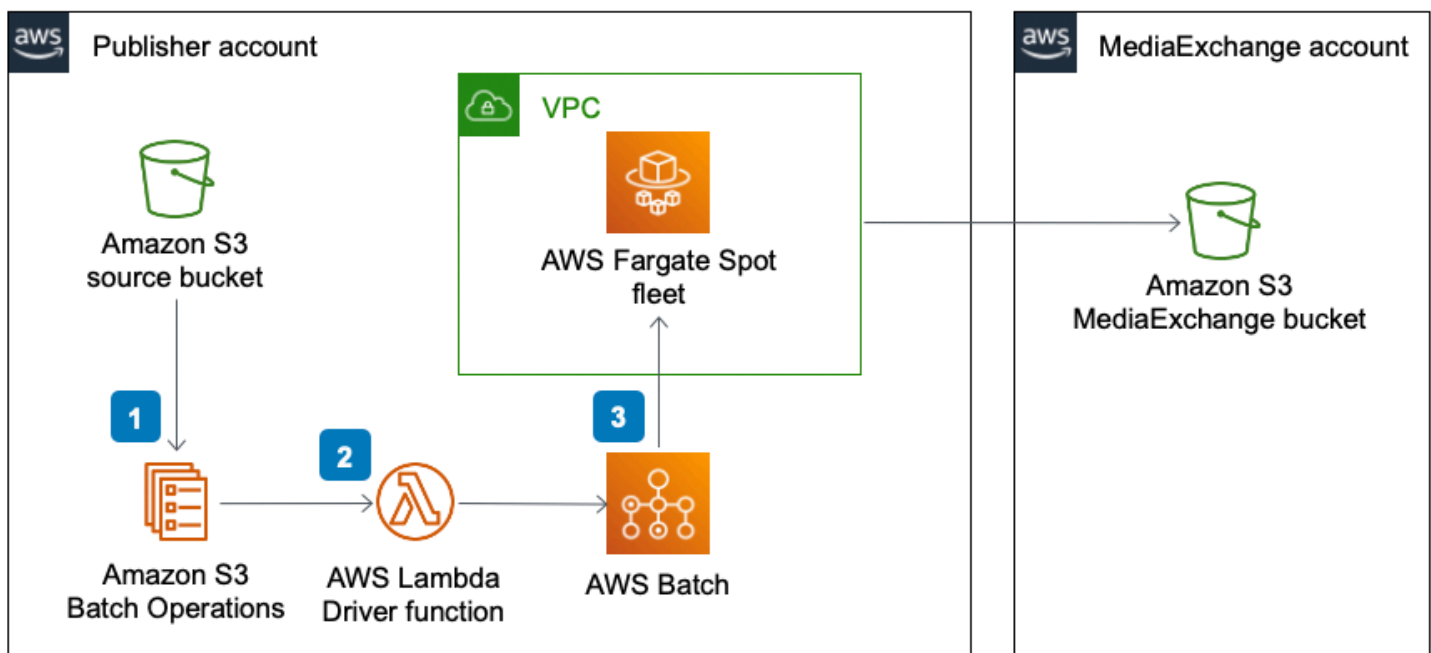 aws
Publisher account
VPC
AWS Fargate Spot
fleet
Amazon S3
source bucket
1
2
3
Amazon S3
Batch Operations
AWS Lambda
Driver function
AWS Batch
aws
MediaExchange account
Amazon S3
MediaExchange bucket